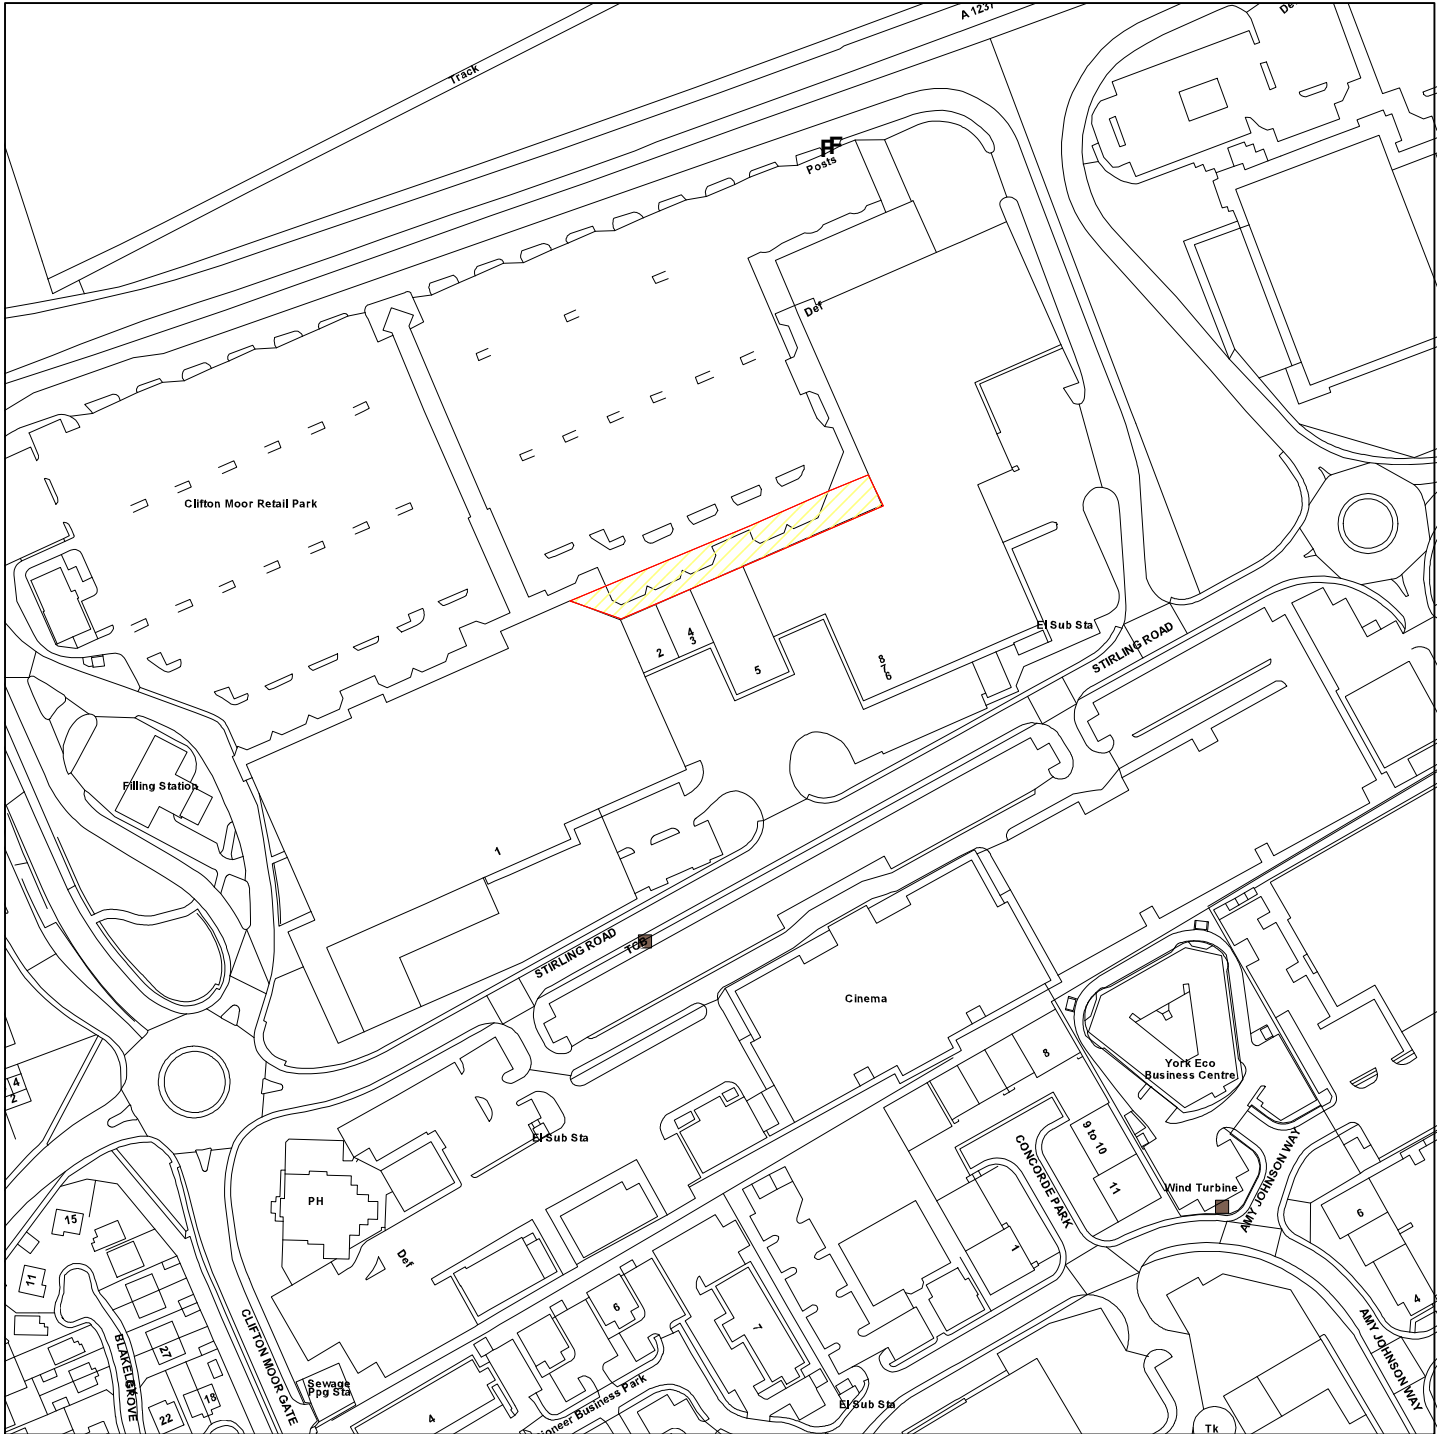 A 1237
De
Track
FF
Posts
Def
Clifton Moor Retail Park
El Sub Sta
STIRLING ROAD
2
4
3
5
8
7
6
Filling Station
1
STIRLING ROAD
TCB
Cinema
York Eco
Business Centre
8
9 to 10
11
CONCORDE PARK
Wind Turbine
AMY JOHNSON WAY
6
4
1
El Sub Sta
PH
Def
4
2
15
11
27
18
22
BLAKELEY GROVE
CLIFTON MOOR GATE
Sewage
Ppg Sta
4
6
7
Pioneer Business Park
El Sub Sta
AMY JOHNSON WAY
Tk